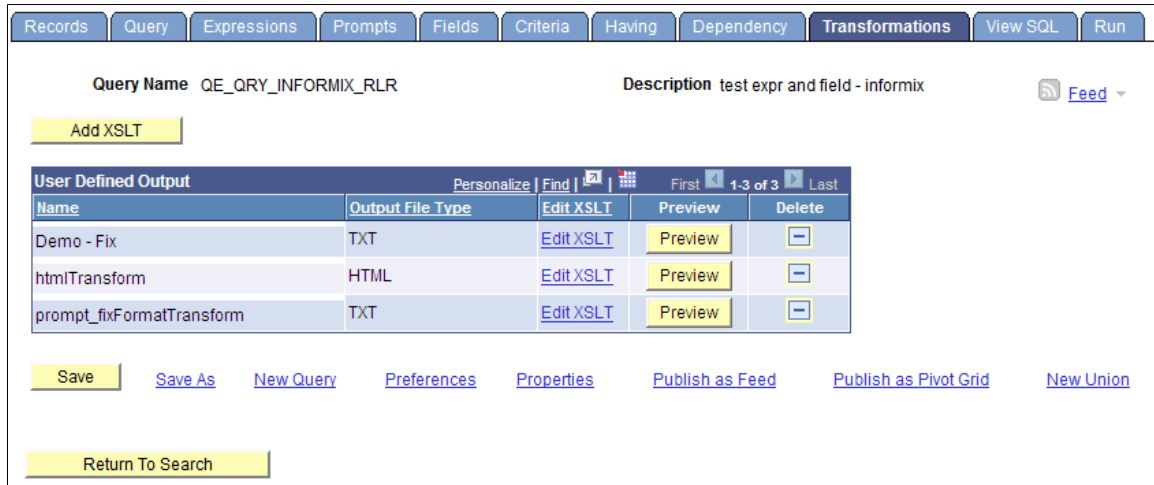 Records Query Expressions Prompts Fields Criteria Having Dependency Transformations View SQL Run
Query Name QE_QRY_INFORMIX_RLR Description test expr and field - informix Feed
Add XSLT
User Defined Output Personalize | Find | | First 1-3 of 3 Last
Name Output File Type Edit XSLT Preview Delete
Demo - Fix TXT Edit XSLT Preview
htmlTransform HTML Edit XSLT Preview
prompt_fixFormatTransform TXT Edit XSLT Preview
Save Save As New Query Preferences Properties Publish as Feed Publish as Pivot Grid New Union
Return To Search